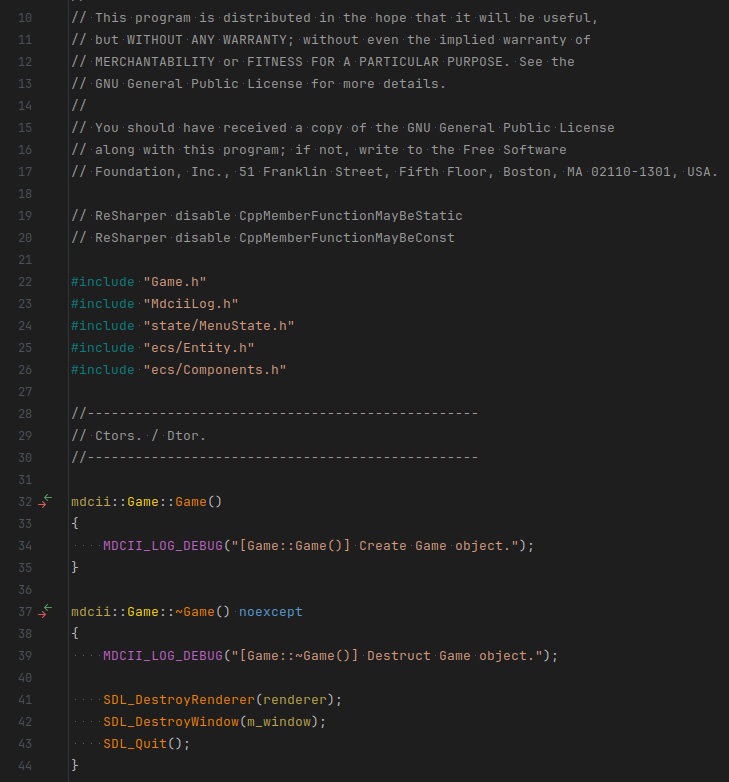 10 // This program is distributed in the hope that it will be useful,
11 // but WITHOUT ANY WARRANTY; without even the implied warranty of
12 // MERCHANTABILITY or FITNESS FOR A PARTICULAR PURPOSE. See the
13 // GNU General Public License for more details.
14 //
15 // You should have received a copy of the GNU General Public License
16 // along with this program; if not, write to the Free Software
17 // Foundation, Inc., 51 Franklin Street, Fifth Floor, Boston, MA 02110-1301, USA.
18
19 // ReSharper disable CppMemberFunctionMayBeStatic
20 // ReSharper disable CppMemberFunctionMayBeConst
21
22 #include "Game.h"
23 #include "MdciiLog.h"
24 #include "state/MenuState.h"
25 #include "ecs/Entity.h"
26 #include "ecs/Components.h"
27
28 //-------------------------------------------------
29 // Ctors. / Dtor.
30 //-------------------------------------------------
31
32 mdcii::Game::Game()
33 {
34     MDCII_LOG_DEBUG("[Game::Game()] Create Game object.");
35 }
36
37 mdcii::Game::~Game() noexcept
38 {
39     MDCII_LOG_DEBUG("[Game::~Game()] Destruct Game object.");
40
41     SDL_DestroyRenderer(renderer);
42     SDL_DestroyWindow(m_window);
43     SDL_Quit();
44 }